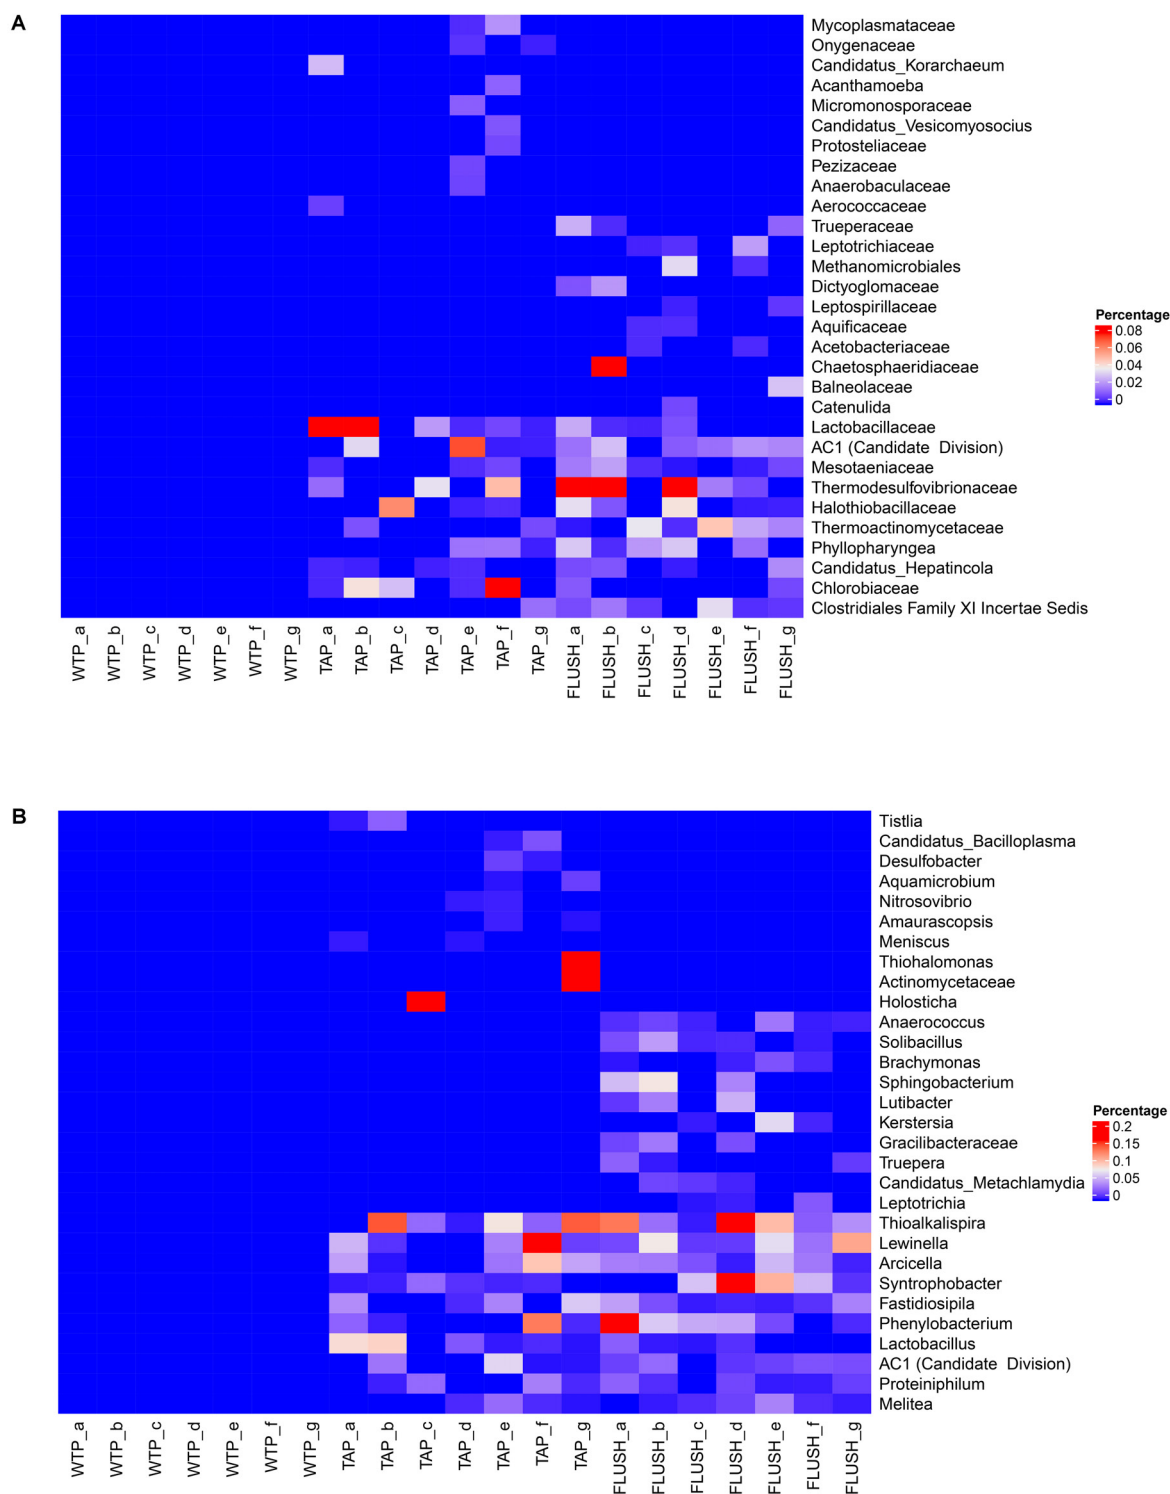 A
Mycoplasmataceae
Onygenaceae
Candidatus_Korarchaeum
Acanthamoeba
Micromonosporaceae
Candidatus_Vesicomyosocius
Protosteliaceae
Pezizaceae
Anaerobaculaceae
Aerococcaceae
Trueperaceae
Leptotrichiaceae
Methanomicrobiales
Dictyoglomaceae
Leptospirillaceae
Aquificaceae
Acetobacteriaceae
Chaetosphaeridiaceae
Balneolaceae
Catenulida
Lactobacillaceae
AC1 (Candidate Division)
Mesotaeniaceae
Thermodesulfovibrionaceae
Halothiobacillaceae
Thermoactinomycetaceae
Phyllopharyngea
Candidatus_Hepatincola
Chlorobiaceae
Clostridiales Family XI Incertae Sedis
Percentage
0.08
0.06
0.04
0.02
0
WTP_a
WTP_b
WTP_c
WTP_d
WTP_e
WTP_f
WTP_g
TAP_a
TAP_b
TAP_c
TAP_d
TAP_e
TAP_f
TAP_g
FLUSH_a
FLUSH_b
FLUSH_c
FLUSH_d
FLUSH_e
FLUSH_f
FLUSH_g
B
Tistlia
Candidatus_Bacilloplasma
Desulfobacter
Aquamicrobium
Nitrosovibrio
Amaurascopsis
Meniscus
Thiohalomonas
Actinomycetaceae
Holosticha
Anaerococcus
Solibacillus
Brachymonas
Sphingobacterium
Lutibacter
Kerstersia
Gracilibacteraceae
Truepera
Candidatus_Metachlamydia
Leptotrichia
Thioalkalispira
Lewinella
Arcicella
Syntrophobacter
Fastidiosipila
Phenylobacterium
Lactobacillus
AC1 (Candidate Division)
Proteiniphilum
Melitea
Percentage
0.2
0.15
0.1
0.05
0
WTP_a
WTP_b
WTP_c
WTP_d
WTP_e
WTP_f
WTP_g
TAP_a
TAP_b
TAP_c
TAP_d
TAP_e
TAP_f
TAP_g
FLUSH_a
FLUSH_b
FLUSH_c
FLUSH_d
FLUSH_e
FLUSH_f
FLUSH_g